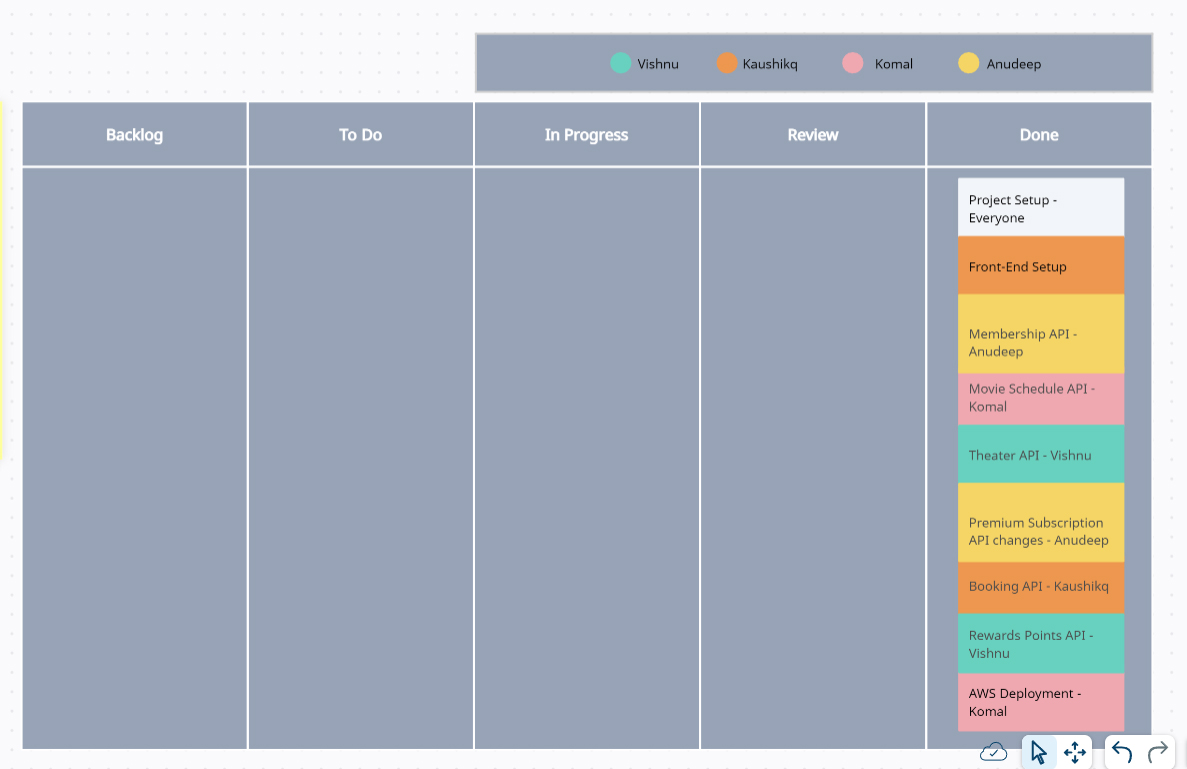 Vishnu Kaushikq Komal Anudeep
Backlog To Do In Progress Review Done
Project Setup -
Everyone
Front-End Setup
Membership API -
Anudeep
Movie Schedule API -
Komal
Theater API - Vishnu
Premium Subscription
API changes - Anudeep
Booking API - Kaushikq
Rewards Points API -
Vishnu
AWS Deployment -
Komal